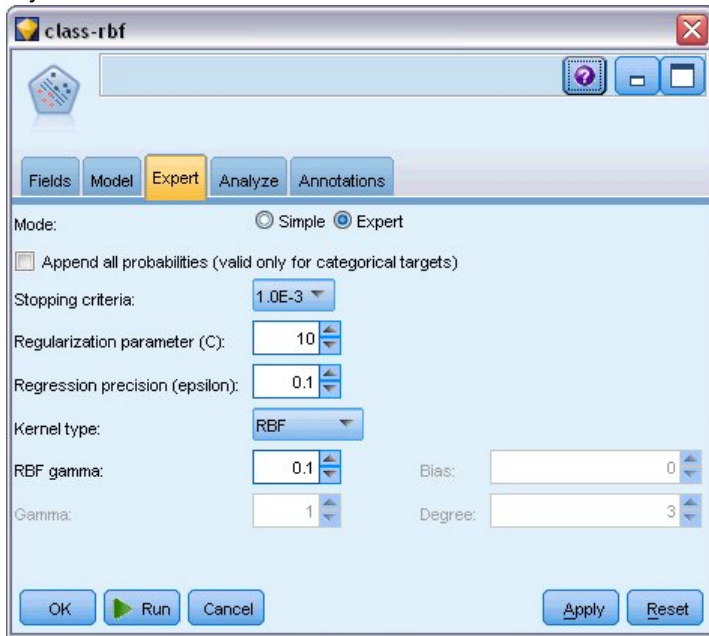 class-rbf
Fields Model Expert Analyze Annotations
Mode: Simple Expert
Append all probabilities (valid only for categorical targets)
Stopping criteria: 1.0E-3
Regularization parameter (C): 10
Regression precision (epsilon): 0.1
Kernel type: RBF
RBF gamma: 0.1 Bias: 0
Gamma: 1 Degree: 3
OK Run Cancel Apply Reset